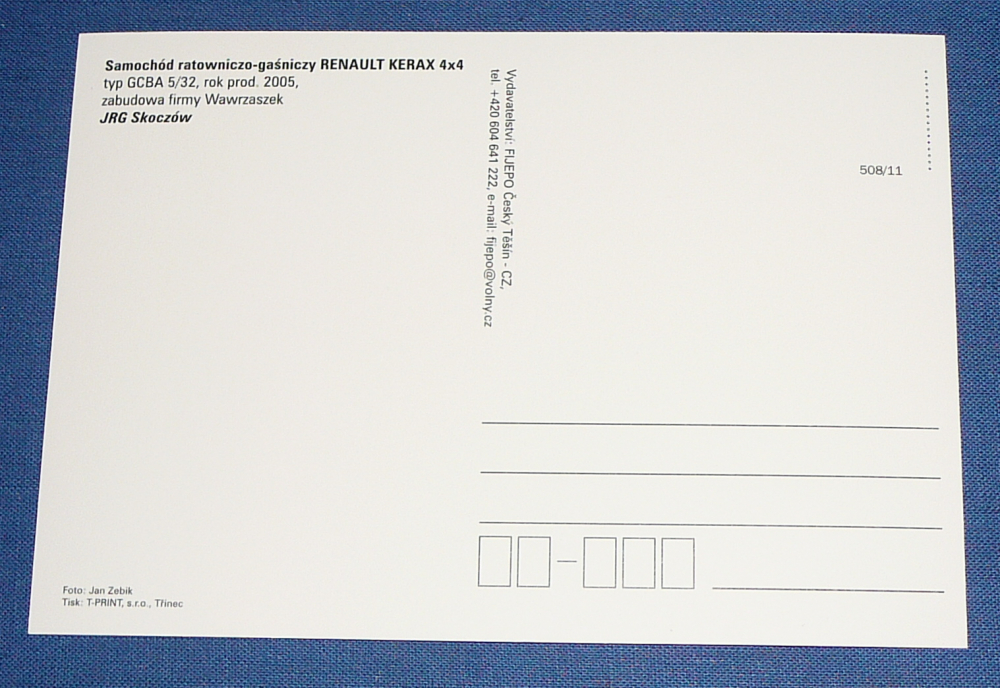 Samochód ratowniczo-gaśniczy RENAULT KERAX 4x4
typ GCBA 5/32, rok prod. 2005,
zabudowa firmy Wawrzaszek
JRG Skoczów
Vydavatelství: FIJEPO Český Těšín - CZ,
tel. +420 604 641 222, e-mail: fijepo@volny.cz
508/11
Foto: Jan Zebik
Tisk: T-PRINT, s.r.o., Třinec